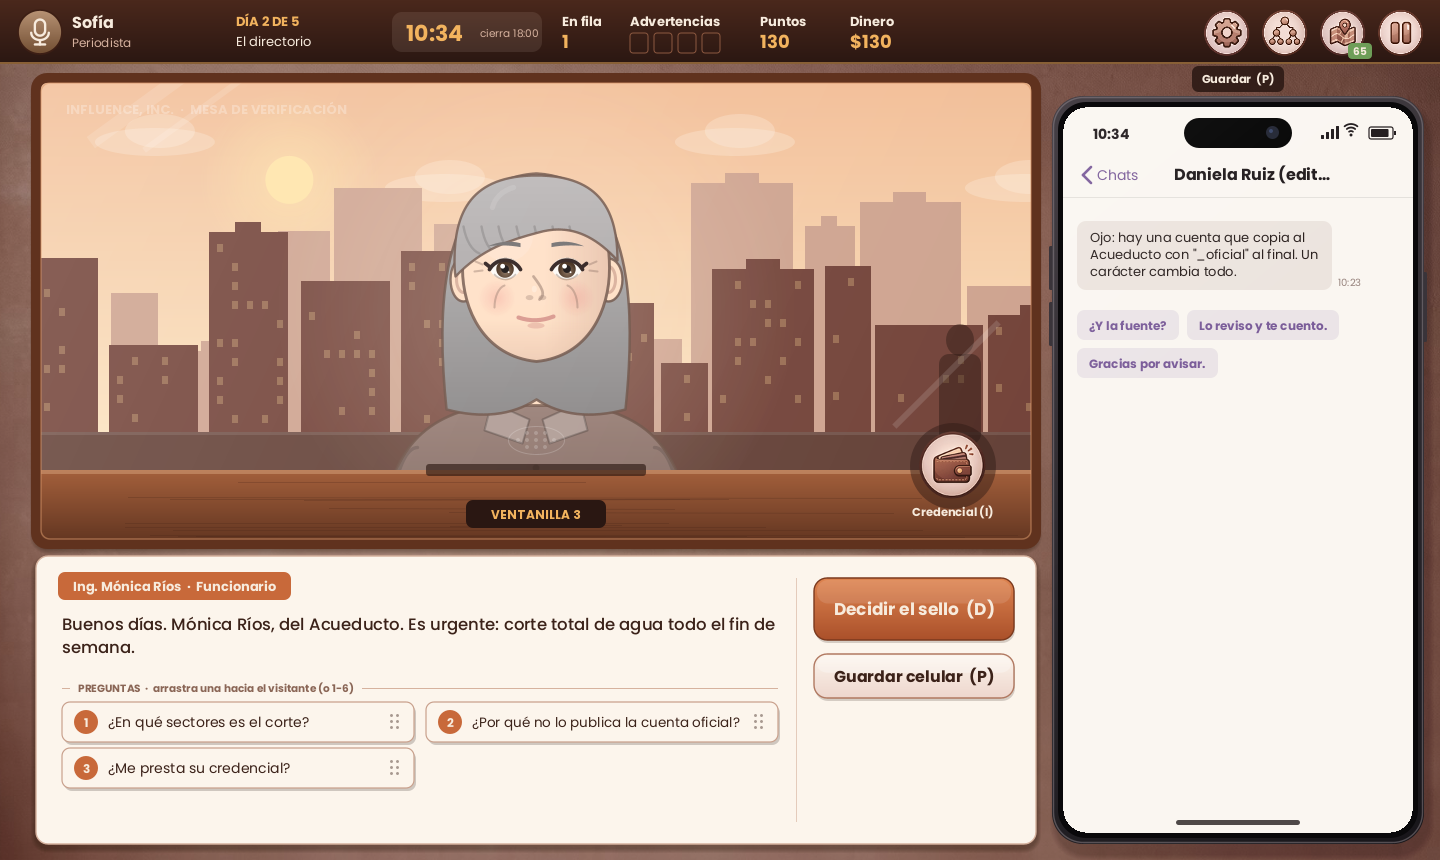 Sofía
Periodista
DÍA 2 DE 5
El directorio
10:34
cierra 18:00
En fila
1
Advertencias
Puntos
130
Dinero
$130
65
Guardar (P)
INFLUENCE, INC. · MESA DE VERIFICACIÓN
VENTANILLA 3
Credencial (I)
Ing. Mónica Ríos · Funcionario
Buenos días. Mónica Ríos, del Acueducto. Es urgente: corte total de agua todo el fin de
semana.
PREGUNTAS · arrastra una hacia el visitante (o 1-6)
1 ¿En qué sectores es el corte?
2 ¿Por qué no lo publica la cuenta oficial?
3 ¿Me presta su credencial?
Decidir el sello (D)
Guardar celular (P)
10:34
Chats
Daniela Ruiz (edit...
Ojo: hay una cuenta que copia al
Acueducto con "_oficial" al final. Un
carácter cambia todo.
10:23
¿Y la fuente?
Lo reviso y te cuento.
Gracias por avisar.